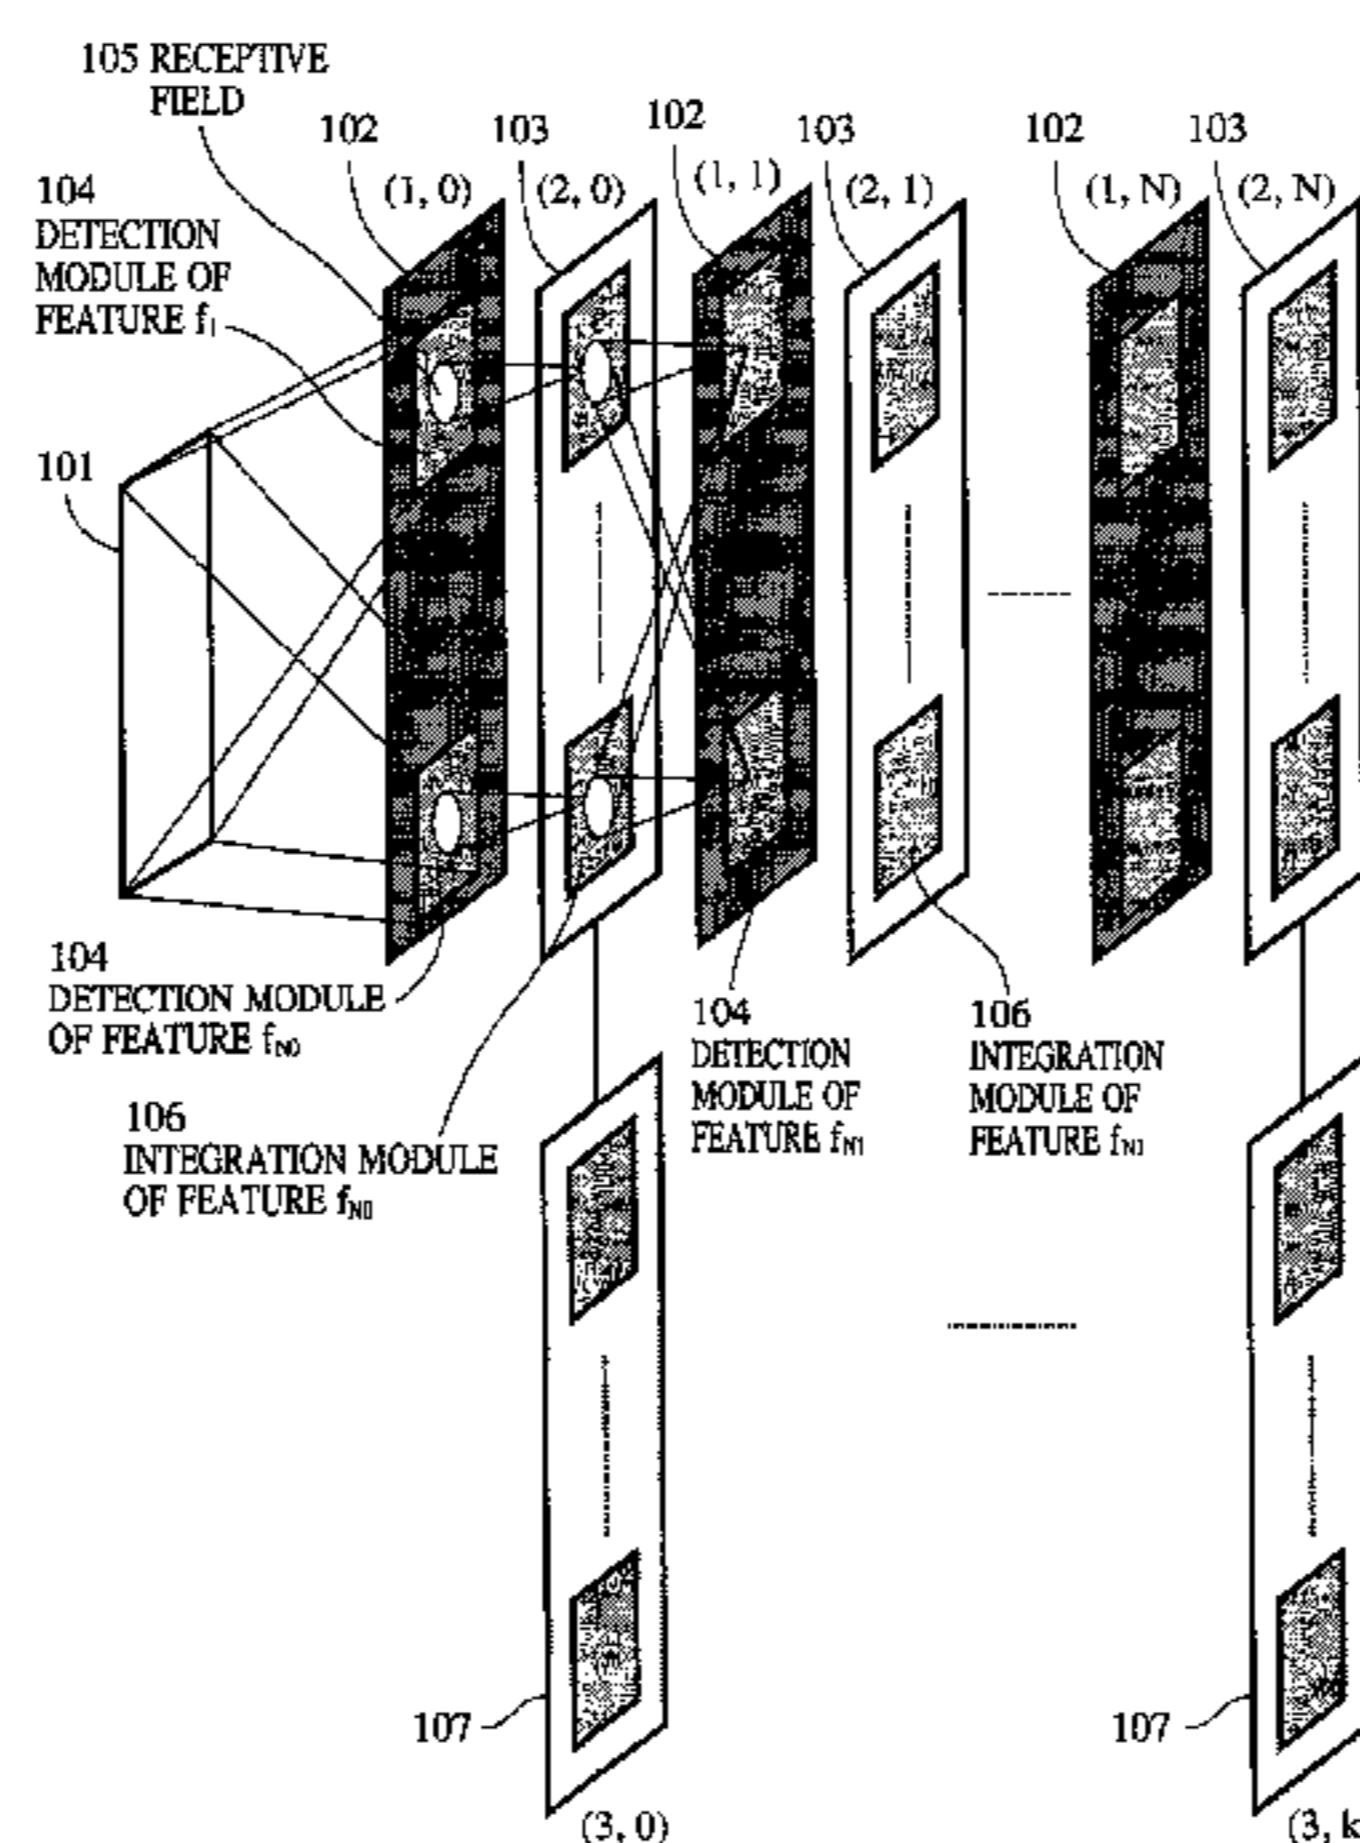 105 RECEPTIVE
FIELD
102
103
102
103
102
103
104
DETECTION
MODULE OF
FEATURE f1
(1, 0)
(2, 0)
(1, 1)
(2, 1)
(1, N)
(2, N)
101
104
DETECTION MODULE
OF FEATURE fN0
106
INTEGRATION MODULE
OF FEATURE fN0
104
DETECTION
MODULE OF
FEATURE fN1
106
INTEGRATION
MODULE OF
FEATURE fN1
107
107
(3, 0)
(3, k